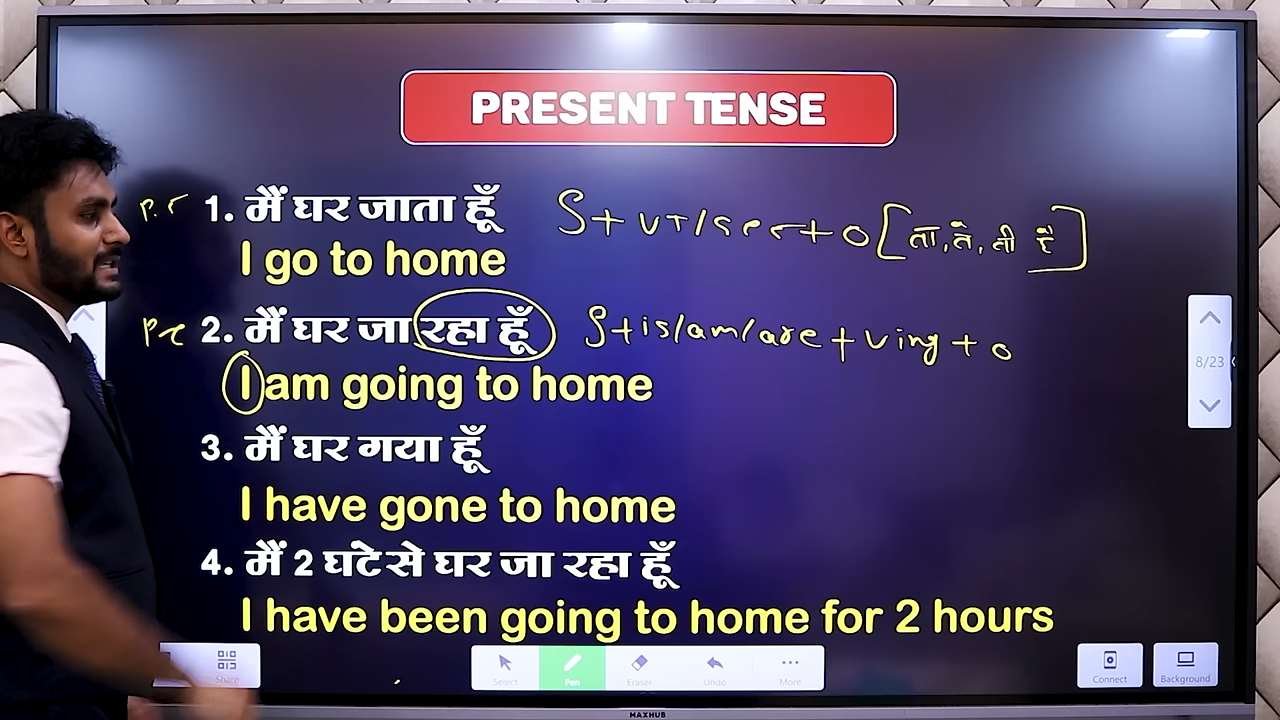 PRESENT TENSE
1. मैं घर जाता हूँ
I go to home
2. मैं घर जा रहा हूँ S+is/am/are+ving+o
I am going to home
3. मैं घर गया हूँ
I have gone to home
4. मैं 2 घंटे से घर जा रहा हूँ
I have been going to home for 2 hours
8/23
Share
Select
Pen
Eraser
Undo
More
Connect
Background
MAXHUB